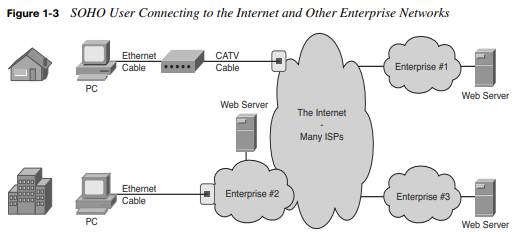 Figure 1-3 SOHO User Connecting to the Internet and Other Enterprise Networks
Ethernet
Cable
CATV
Cable
PC
Enterprise #1
Web Server
Web Server
The Internet
-
Many ISPs
Ethernet
Cable
PC
Enterprise #2
Enterprise #3
Web Server